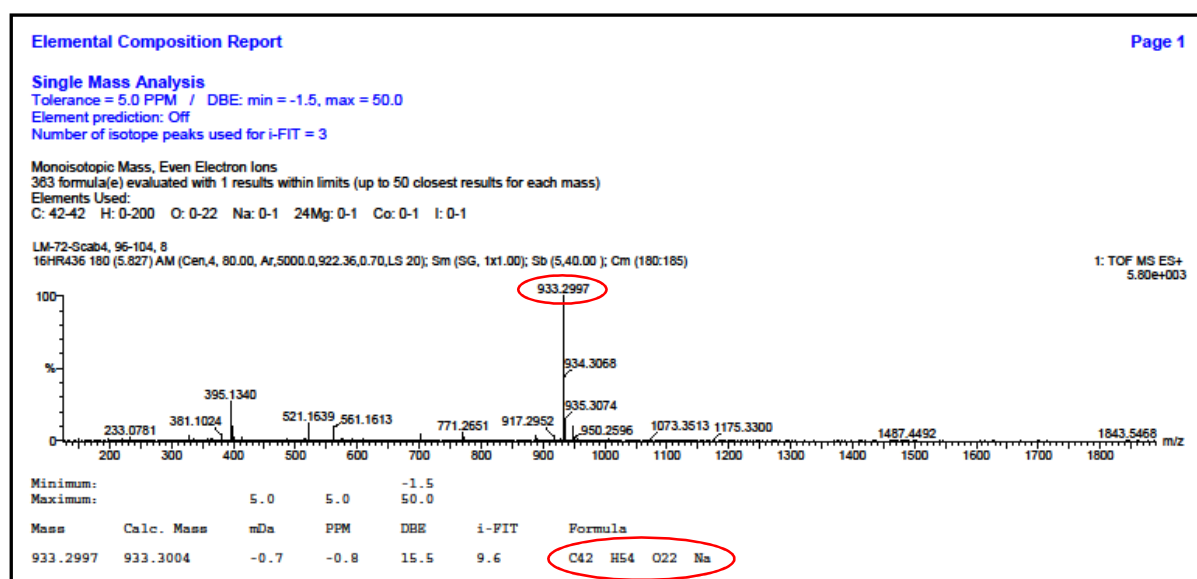 Elemental Composition Report Page 1
Single Mass Analysis
Tolerance = 5.0 PPM / DBE: min = -1.5, max = 50.0
Element prediction: Off
Number of isotope peaks used for i-FIT = 3
Monoisotopic Mass, Even Electron Ions
363 formula(e) evaluated with 1 results within limits (up to 50 closest results for each mass)
Elements Used:
C: 42-42 H: 0-200 O: 0-22 Na: 0-1 24Mg: 0-1 Co: 0-1 I: 0-1
LM-72-Scab4, 96-104, 8
16HR436 180 (5.827) AM (Cen,4, 80.00, Ar,5000.0,922.36,0.70,LS 20); Sm (SG, 1x1.00); Sb (5,40.00 ); Cm (180:185) 1: TOF MS ES+
5.80e+003
100 933.2997
% 934.3068
395.1340
935.3074
381.1024 521.1639 561.1613
233.0781 771.2651 917.2952 950.2596 1073.3513 1175.3300 1487.4492 1843.5468
0 m/z
200 300 400 500 600 700 800 900 1000 1100 1200 1300 1400 1500 1600 1700 1800
Minimum: -1.5
Maximum: 5.0 5.0 50.0
Mass Calc. Mass mDa PPM DBE i-FIT Formula
933.2997 933.3004 -0.7 -0.8 15.5 9.6 C42 H54 O22 Na